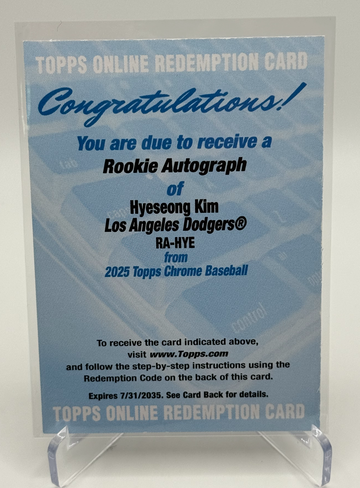 TOPPS ONLINE REDEMPTION CARD
Congratulations!
You are due to receive a
Rookie Autograph
of
Hyeseong Kim
Los Angeles Dodgers®
RA-HYE
from
2025 Topps Chrome Baseball
To receive the card indicated above,
visit www.Topps.com
and follow the step-by-step instructions using the
Redemption Code on the back of this card.
Expires 7/31/2035. See Card Back for details.
TOPPS ONLINE REDEMPTION CARD
tab
control